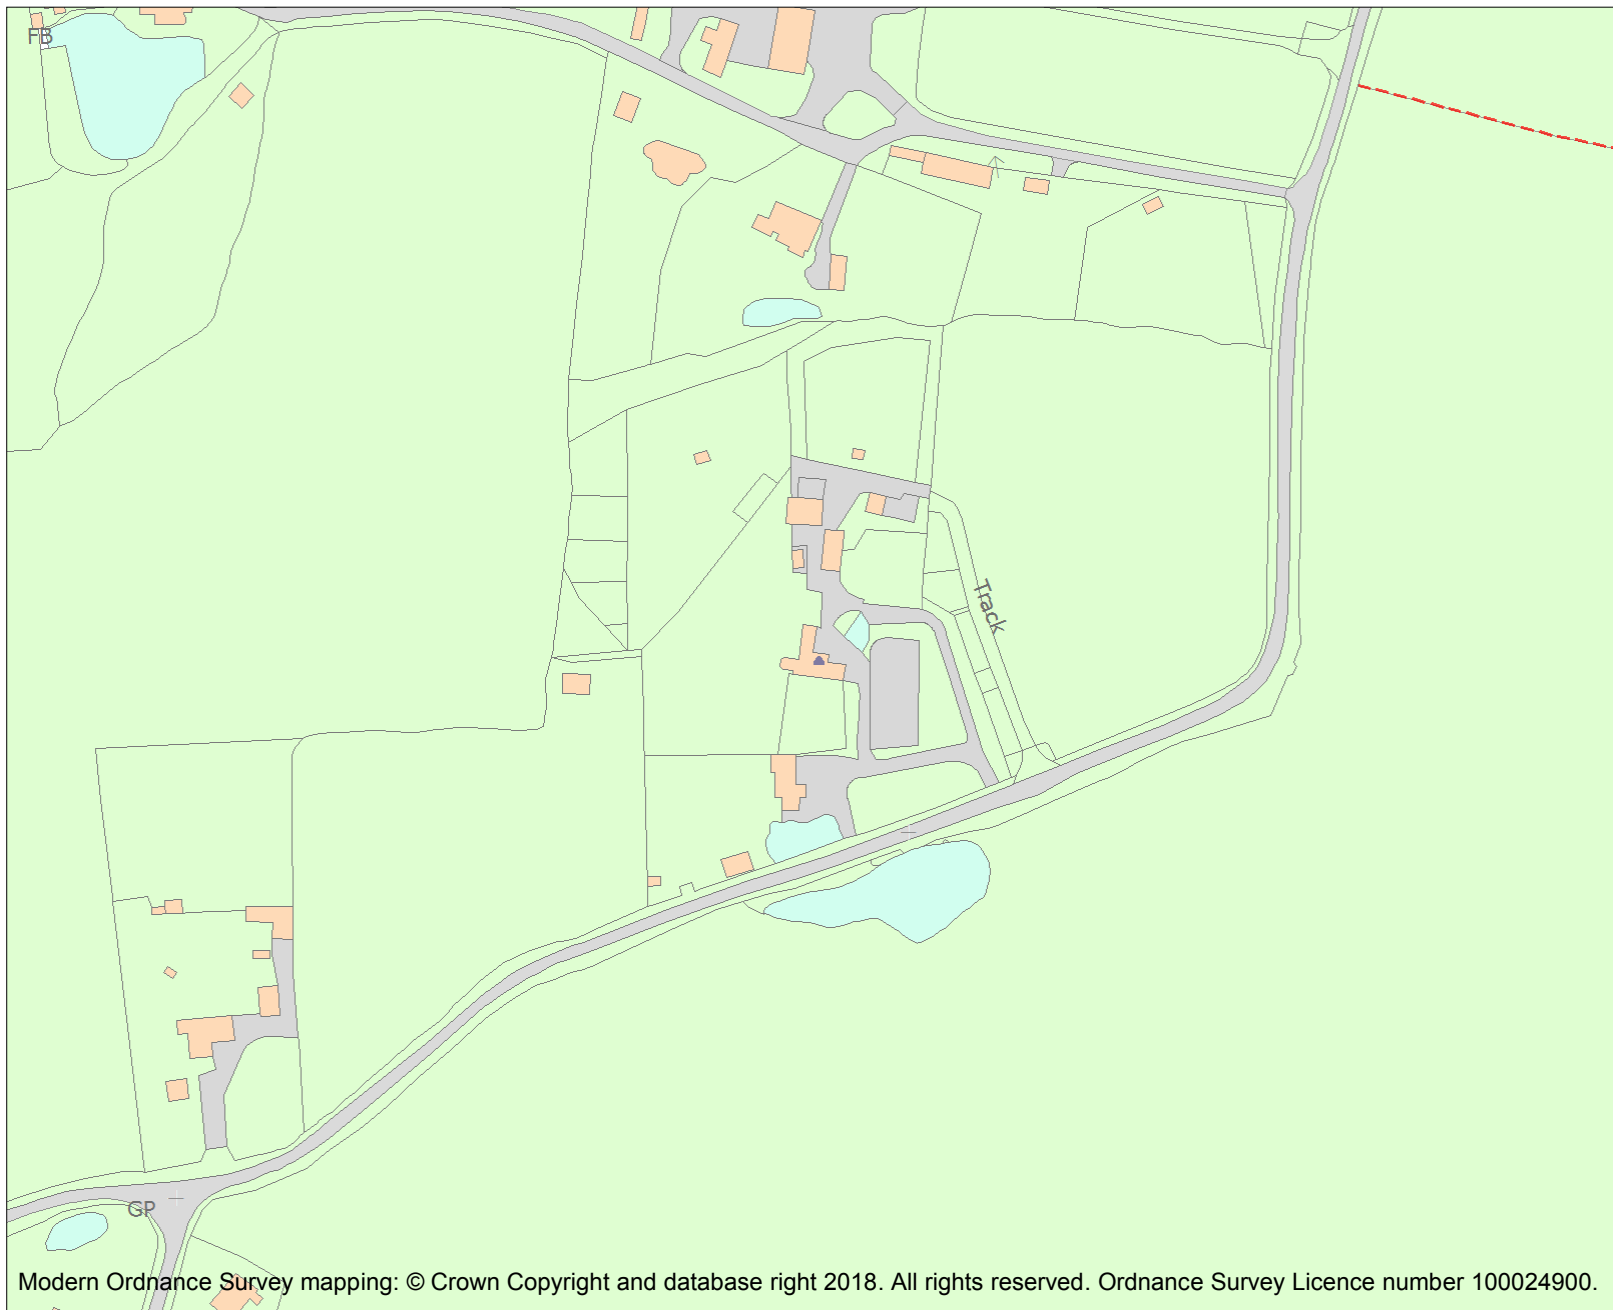 FB
Track
GP
Modern Ordnance Survey mapping: © Crown Copyright and database right 2018. All rights reserved. Ordnance Survey Licence number 100024900.